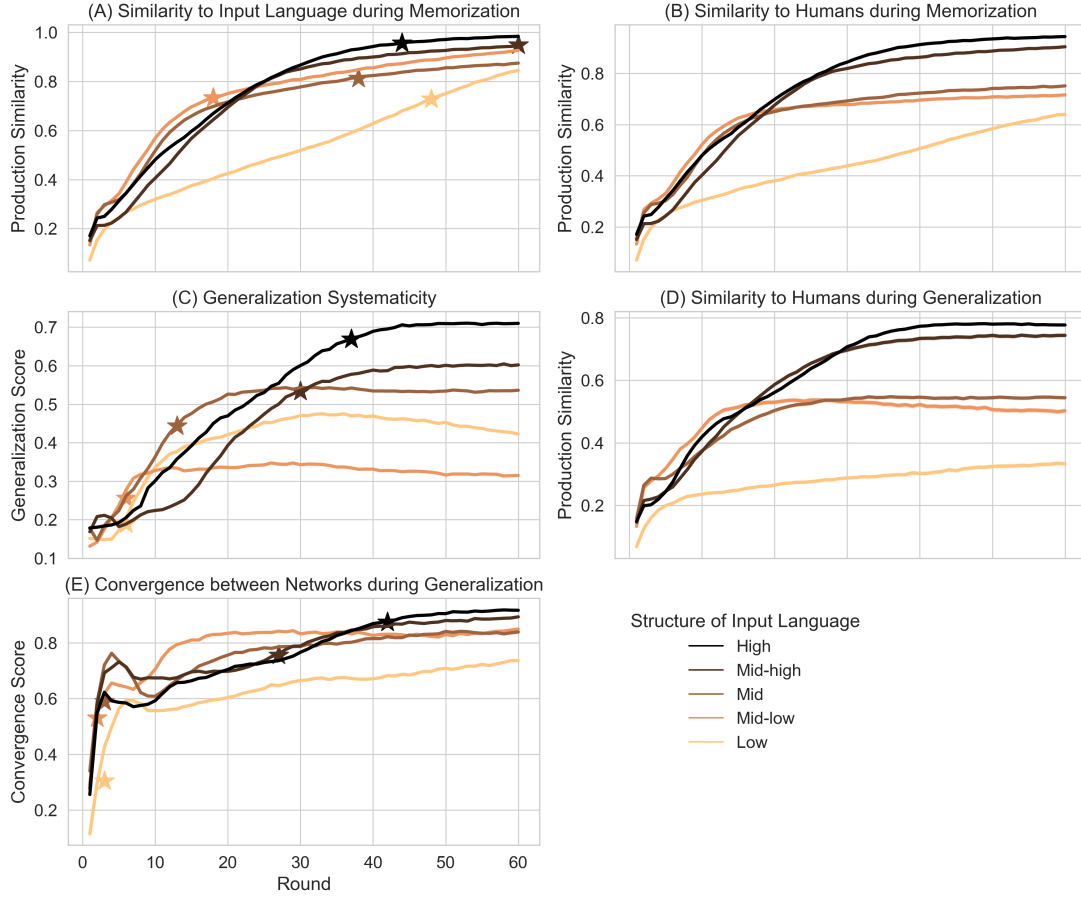 (A) Similarity to Input Language during Memorization
Production Similarity
1.0
0.8
0.6
0.4
0.2
(B) Similarity to Humans during Memorization
Production Similarity
0.8
0.6
0.4
0.2
(C) Generalization Systematicity
Generalization Score
0.7
0.6
0.5
0.4
0.3
0.2
0.1
(D) Similarity to Humans during Generalization
Production Similarity
0.8
0.6
0.4
0.2
(E) Convergence between Networks during Generalization
Convergence Score
0.8
0.6
0.4
0.2
0 10 20 30 40 50 60
Round
Structure of Input Language
High
Mid-high
Mid
Mid-low
Low